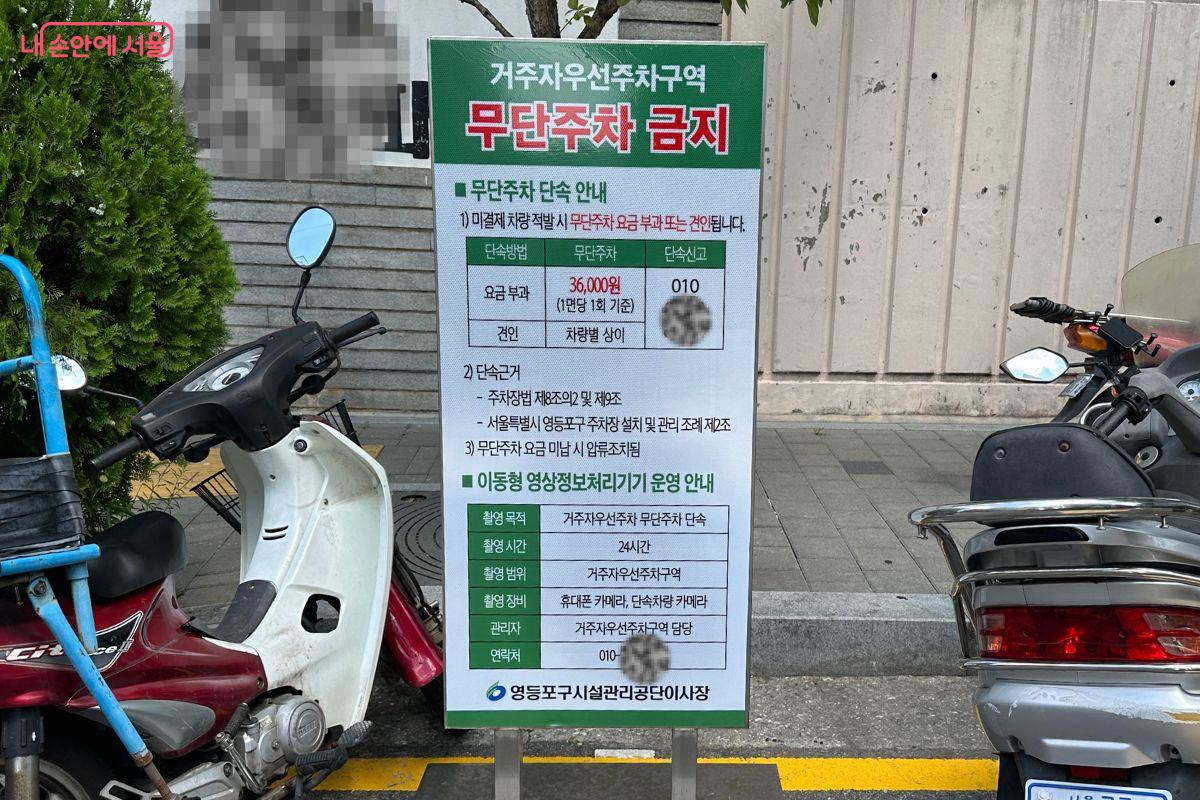 내 손안에 서울
거주자우선주차구역
무단주차 금지
■ 무단주차 단속 안내
1) 미결제 차량 적발 시 무단주차 요금 부과 또는 견인됩니다.
단속방법 무단주차 단속신고
요금 부과 36,000원 010
(1면당 1회 기준)
견인 차량별 상이
2) 단속근거
- 주차장법 제8조의2 및 제9조
- 서울특별시 영등포구 주차장 설치 및 관리 조례 제2조
3) 무단주차 요금 미납 시 압류조치됨
■ 이동형 영상정보처리기기 운영 안내
촬영 목적 거주자우선주차 무단주차 단속
촬영 시간 24시간
촬영 범위 거주자우선주차구역
촬영 장비 휴대폰 카메라, 단속차량 카메라
관리자 거주자우선주차구역 담당
연락처 010-
영등포구시설관리공단이사장